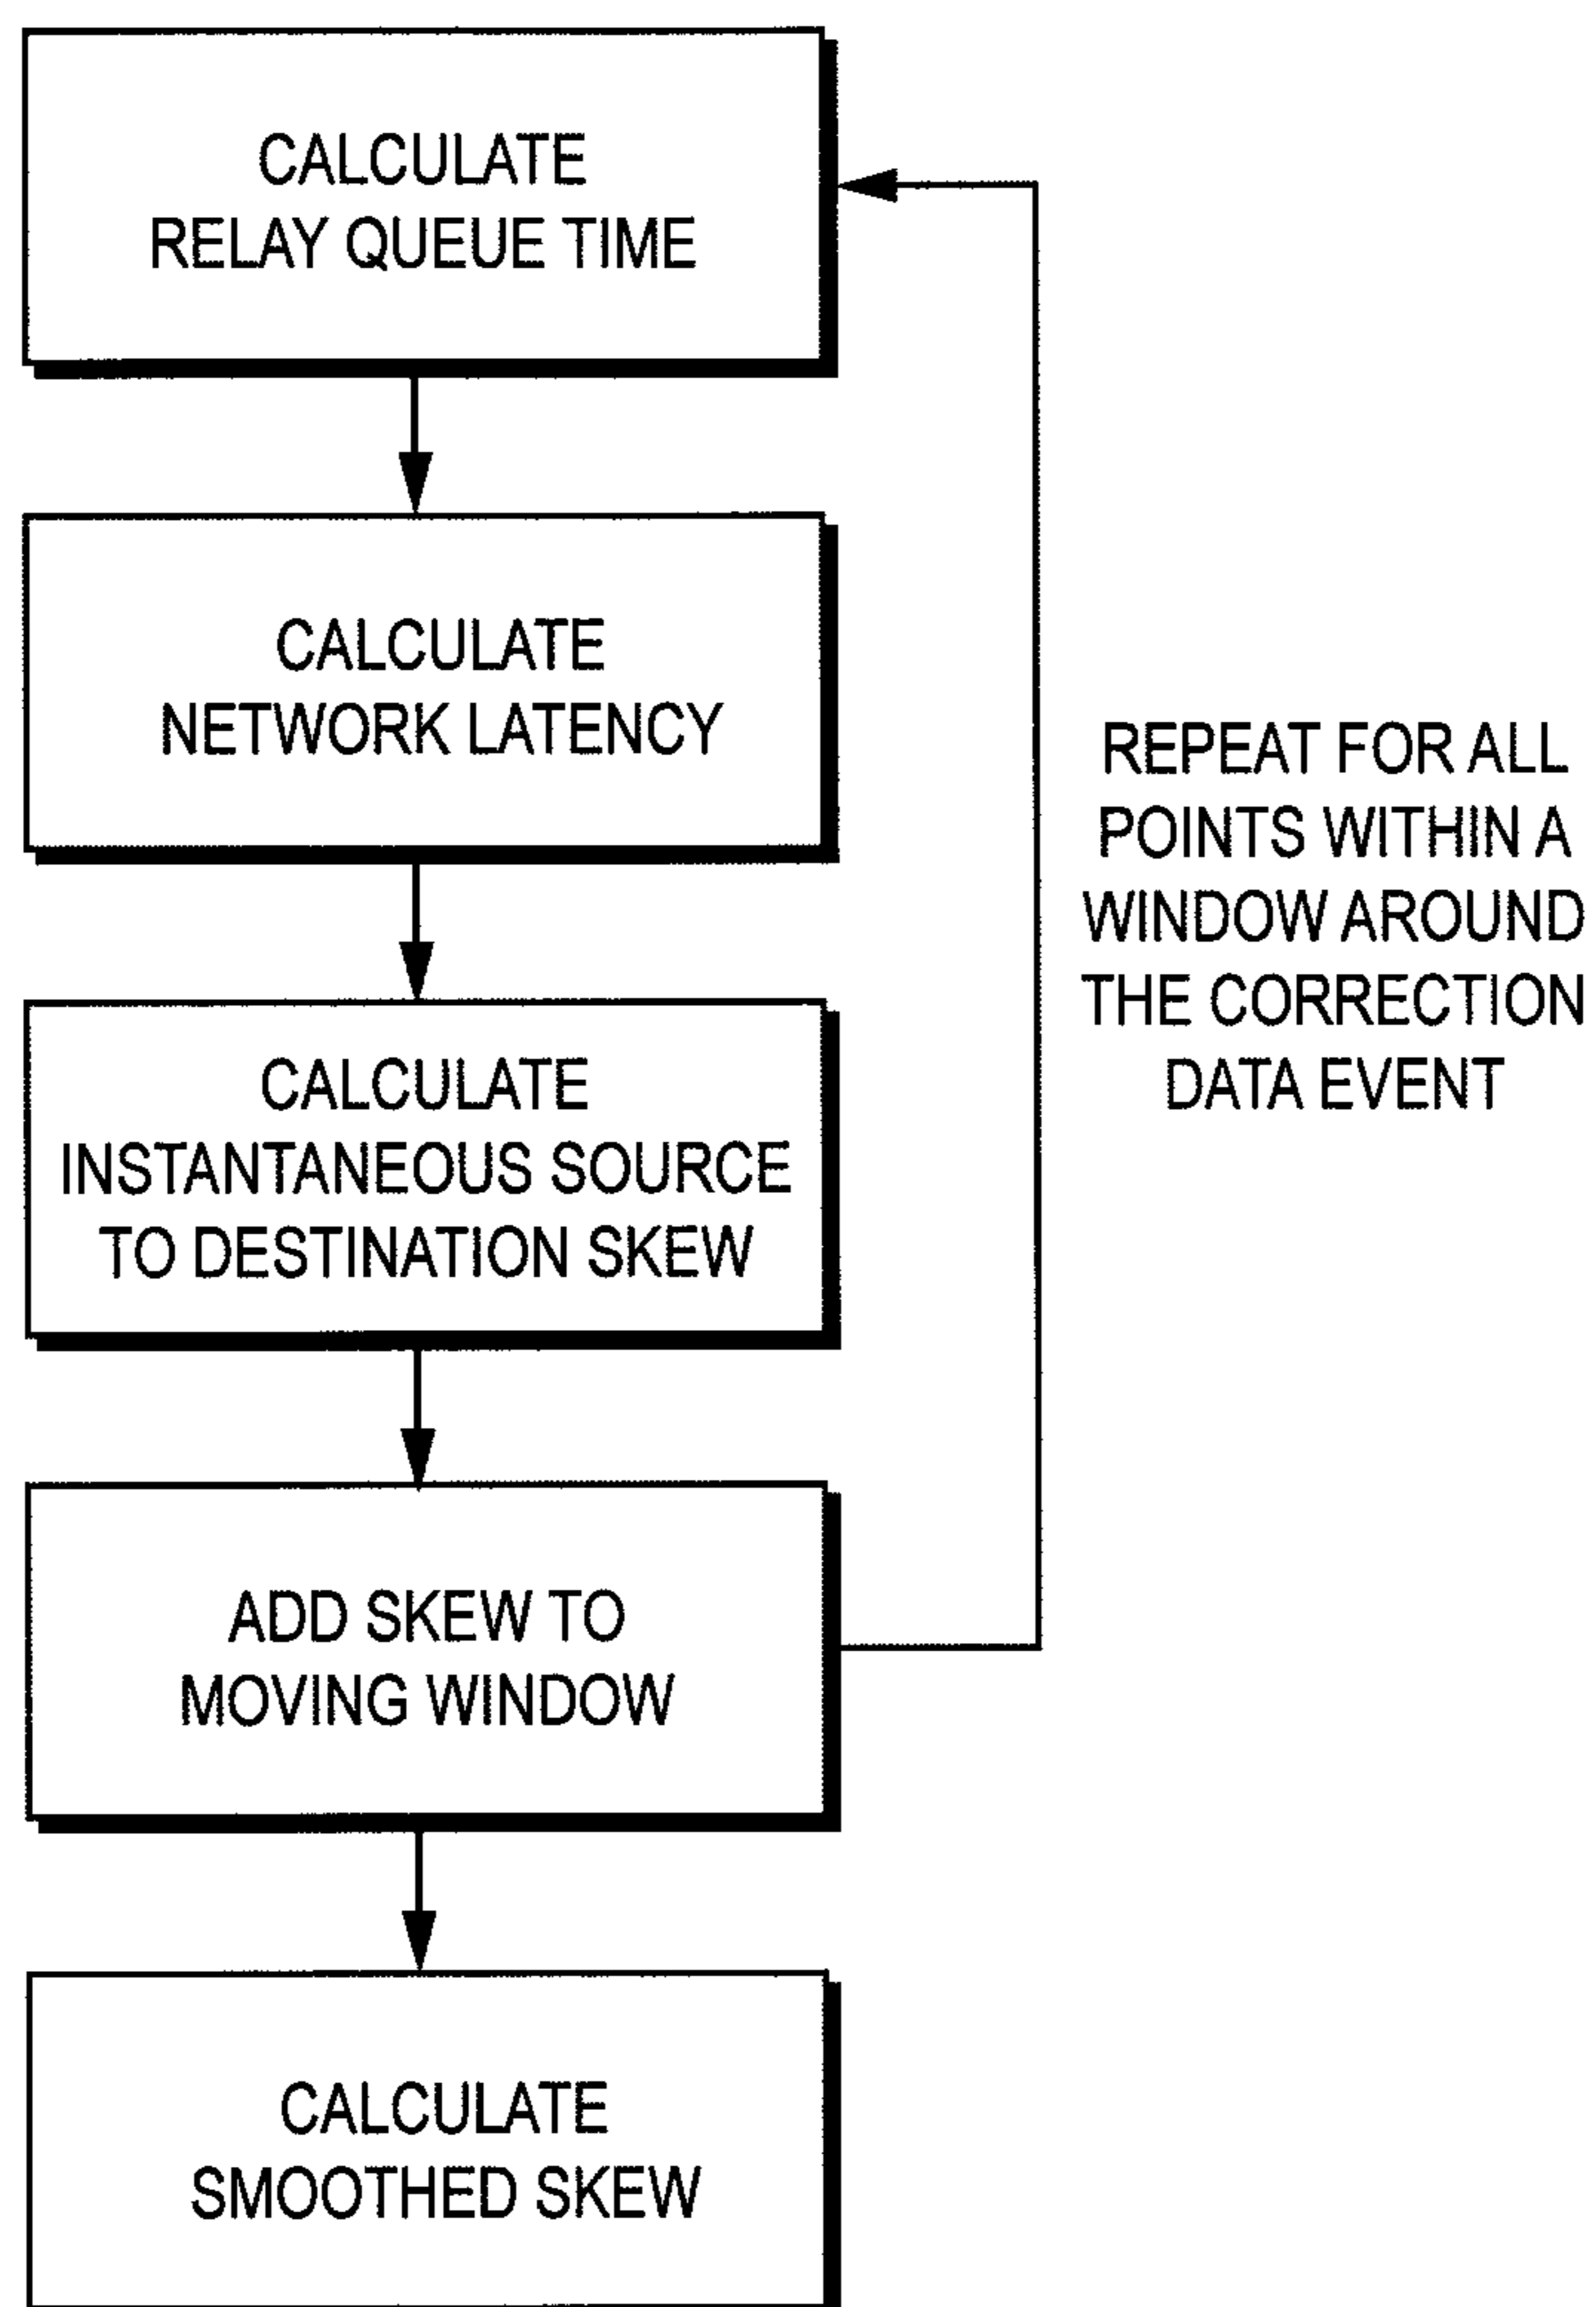 CALCULATE
RELAY QUEUE TIME
CALCULATE
NETWORK LATENCY
CALCULATE
INSTANTANEOUS SOURCE
TO DESTINATION SKEW
ADD SKEW TO
MOVING WINDOW
CALCULATE
SMOOTHED SKEW
REPEAT FOR ALL
POINTS WITHIN A
WINDOW AROUND
THE CORRECTION
DATA EVENT